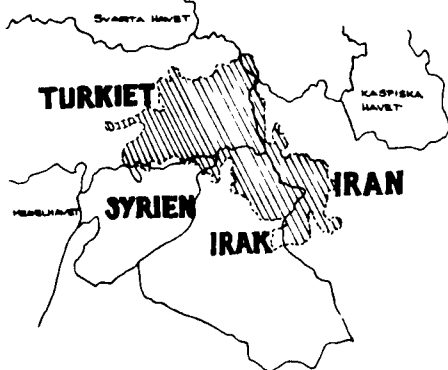 SVARTA HAVET
TURKIET
KASPISKA
HAVET
IRAN
SYRIEN
IRAK